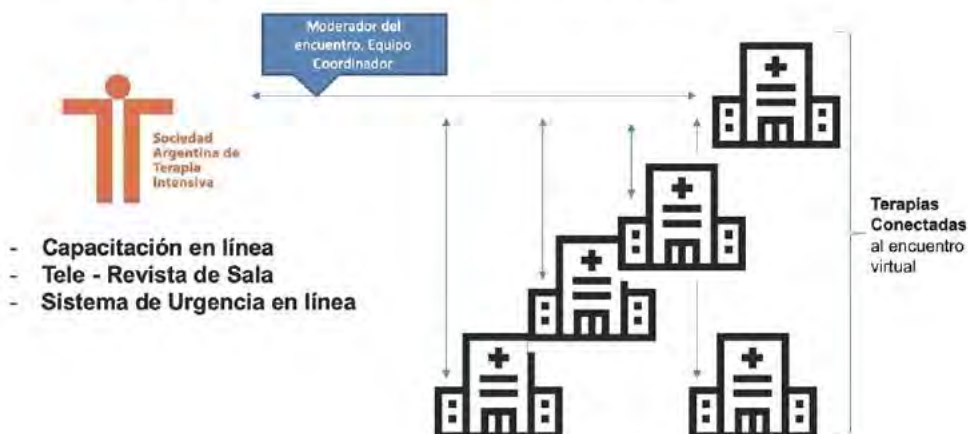 Moderador del
encuentro, Equipo
Coordinador
Sociedad
Argentina de
Terapia
Intensiva
- Capacitación en línea
- Tele - Revista de Sala
- Sistema de Urgencia en línea
Terapias
Conectadas
al encuentro
virtual